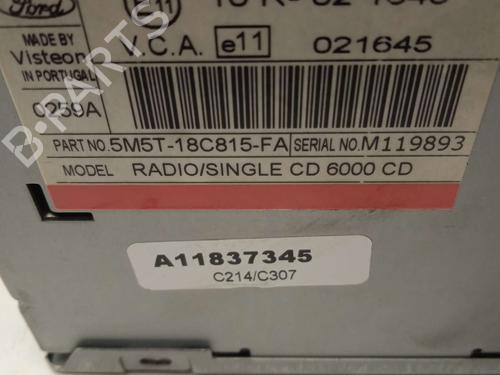 Ford
e11
MADE BY
Visteon
IN PORTUGAL
V.C.A. e11 021645
0259A
PART NO. 5M5T-18C815-FA SERIAL NO. M119893
MODEL RADIO/SINGLE CD 6000 CD
A11837345
C214/C307
B-PARTS